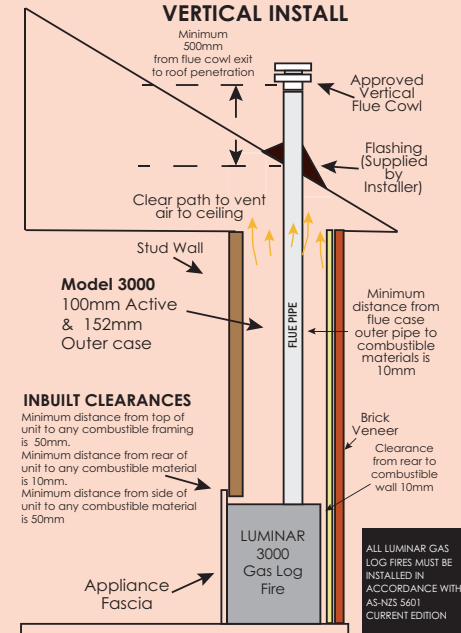 VERTICAL INSTALL
Minimum
500mm
from flue cowl exit
to roof penetration
Approved
Vertical
Flue Cowl
Flashing
(Supplied
by
Installer)
Clear path to vent
air to ceiling
Stud Wall
Model 3000
100mm Active
& 152mm
Outer case
FLUE PIPE
Minimum
distance from
flue case
outer pipe to
combustible
materials is
10mm
INBUILT CLEARANCES
Minimum distance from top of
unit to any combustible framing
is 50mm.
Minimum distance from rear of
unit to any combustible material
is 10mm.
Minimum distance from side of
unit to any combustible material
is 50mm
Brick
Veneer
Clearance
from rear to
combustible
wall 10mm
LUMINAR
3000
Gas Log
Fire
Appliance
Fascia
ALL LUMINAR GAS
LOG FIRES MUST BE
INSTALLED IN
ACCORDANCE WITH
AS-NZS 5601
CURRENT EDITION